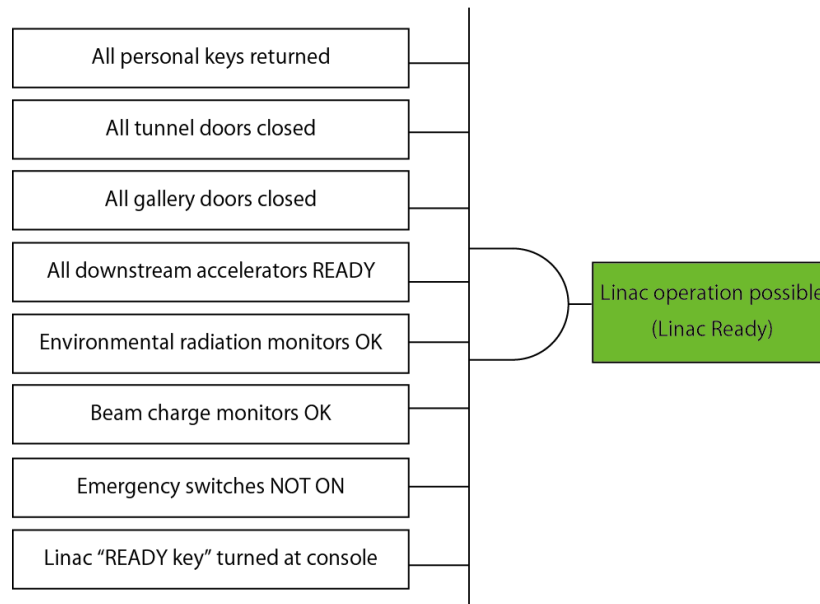 All personal keys returned
All tunnel doors closed
All gallery doors closed
All downstream accelerators READY
Environmental radiation monitors OK
Beam charge monitors OK
Emergency switches NOT ON
Linac “READY key” turned at console
Linac operation possible
(Linac Ready)